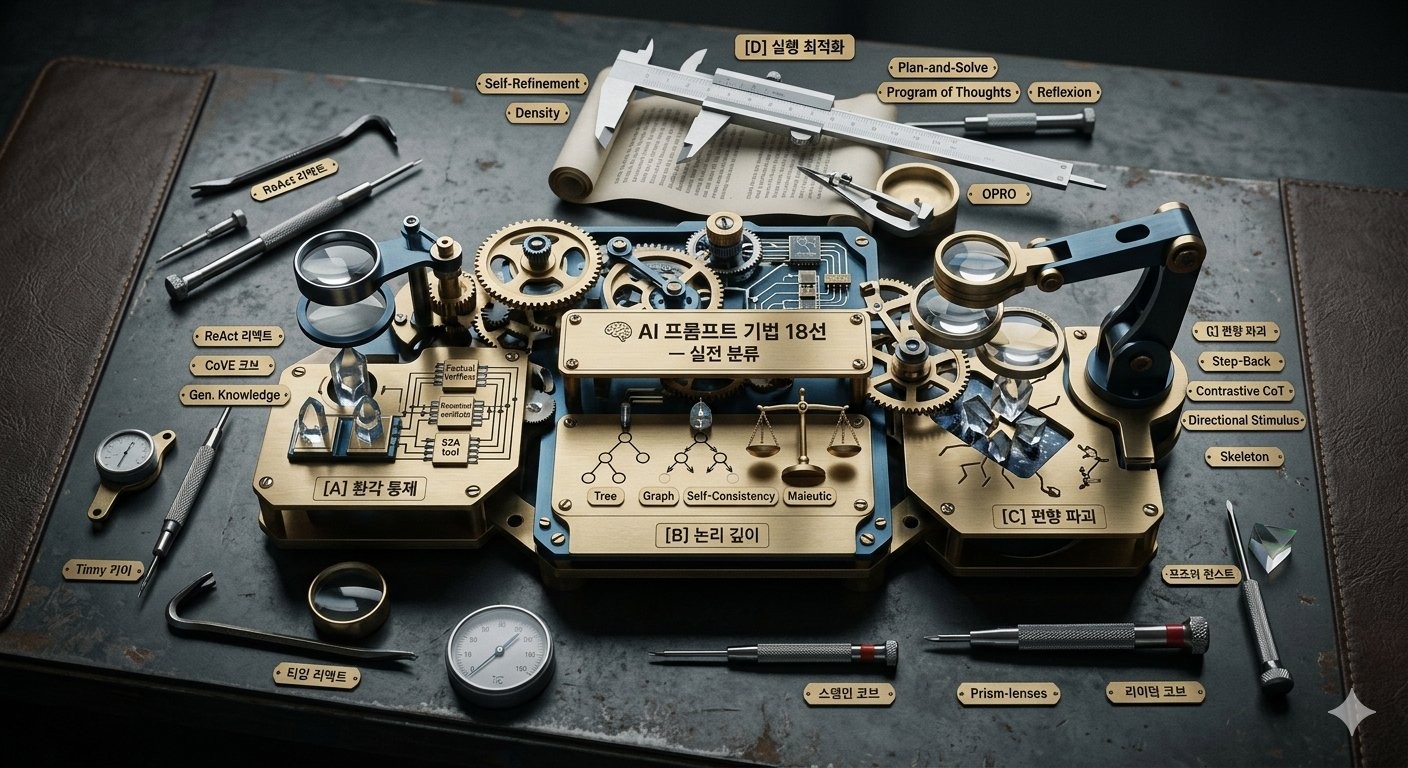 [D] 실행 최적화
Self-Refinement
Density
Plan-and-Solve
Program of Thoughts
Reflexion
OPRO
AI 프롬프트 기법 18선
— 실전 분류
ReAct 리액트
CoVE 코브
Gen. Knowledge
Factual
S2A
tool
[A] 환각 통제
Tree
Graph
Self-Consistency
Maieutic
[B] 논리 깊이
[C] 편향 파괴
Step-Back
Contrastive CoT
Directional Stimulus
Skeleton
Prism-lenses